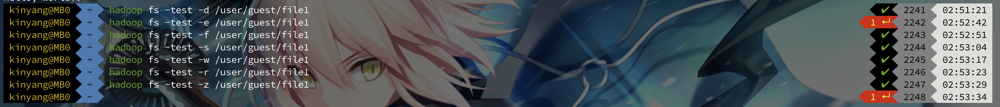 kinyang@MB0 ~ hadoop fs -test -d /user/guest/file1 ✔ 2241 02:51:21
kinyang@MB0 ~ hadoop fs -test -e /user/guest/file1 1 ↵ 2242 02:52:42
kinyang@MB0 ~ hadoop fs -test -f /user/guest/file1 ✔ 2243 02:52:51
kinyang@MB0 ~ hadoop fs -test -s /user/guest/file1 ✔ 2244 02:53:04
kinyang@MB0 ~ hadoop fs -test -w /user/guest/file1 ✔ 2245 02:53:17
kinyang@MB0 ~ hadoop fs -test -r /user/guest/file1 ✔ 2246 02:53:23
kinyang@MB0 ~ hadoop fs -test -z /user/guest/file1 ✔ 2247 02:53:29
kinyang@MB0 ~ 1 ↵ 2248 02:53:34